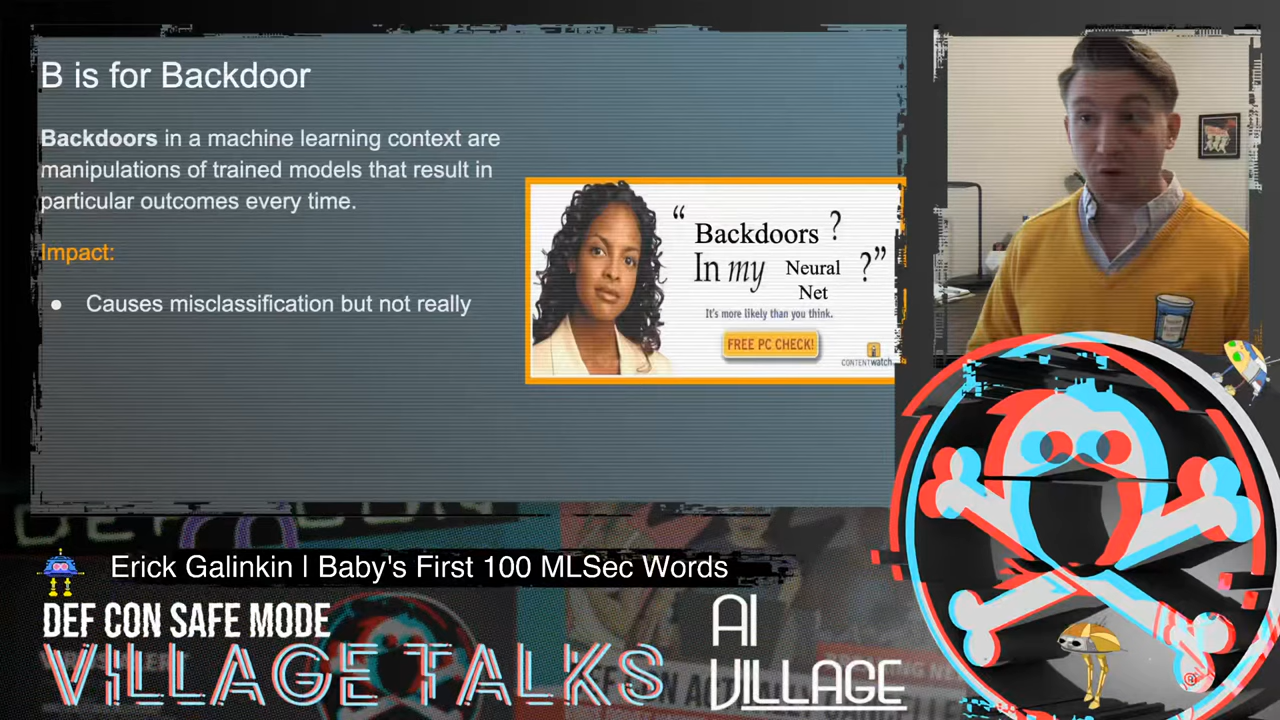 B is for Backdoor
Backdoors in a machine learning context are
manipulations of trained models that result in
particular outcomes every time.
Impact:
● Causes misclassification but not really
“ Backdoors ?
In my Neural ?”
Net
It's more likely than you think.
FREE PC CHECK!
CONTENTWATCH
Erick Galinkin | Baby's First 100 MLSec Words
DEF CON SAFE MODE
VILLAGE TALKS
AI
VILLAGE